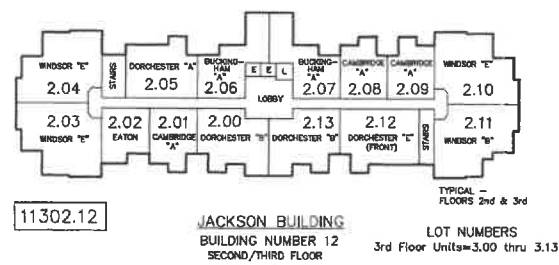 WINDSOR "E"
2.04
STAIRS
DORCHESTER "A"
2.05
BUCKING-
HAM
"A"
2.06
E E L
LOBBY
BUCKING-
HAM
"A"
2.07
CAMBRIDGE
"A"
2.08
CAMBRIDGE
"A"
2.09
WINDSOR "E"
2.10
2.03
WINDSOR "E"
2.02
EATON
2.01
CAMBRIDGE
"A"
2.00
DORCHESTER "B"
2.13
DORCHESTER "B"
2.12
DORCHESTER "E"
(FRONT)
STAIRS
2.11
WINDSOR "B"
TYPICAL –
FLOORS 2nd & 3rd
11302.12
JACKSON BUILDING
BUILDING NUMBER 12
SECOND/THIRD FLOOR
LOT NUMBERS
3rd Floor Units=3.00 thru 3.13